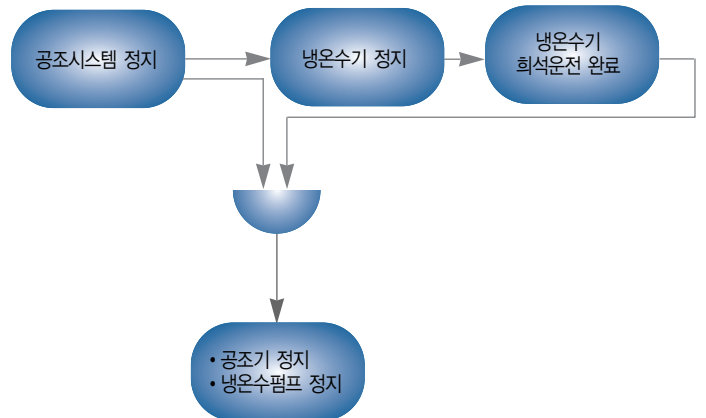 공조시스템 정지
냉온수기 정지
냉온수기
희석운전 완료
• 공조기 정지
• 냉온수펌프 정지